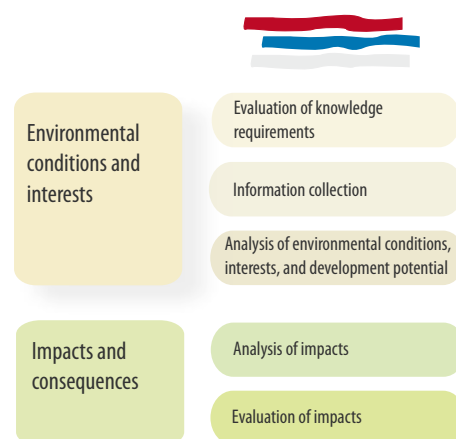 Environmental
conditions and
interests
Evaluation of knowledge
requirements
Information collection
Analysis of environmental conditions,
interests, and development potential
Impacts and
consequences
Analysis of impacts
Evaluation of impacts